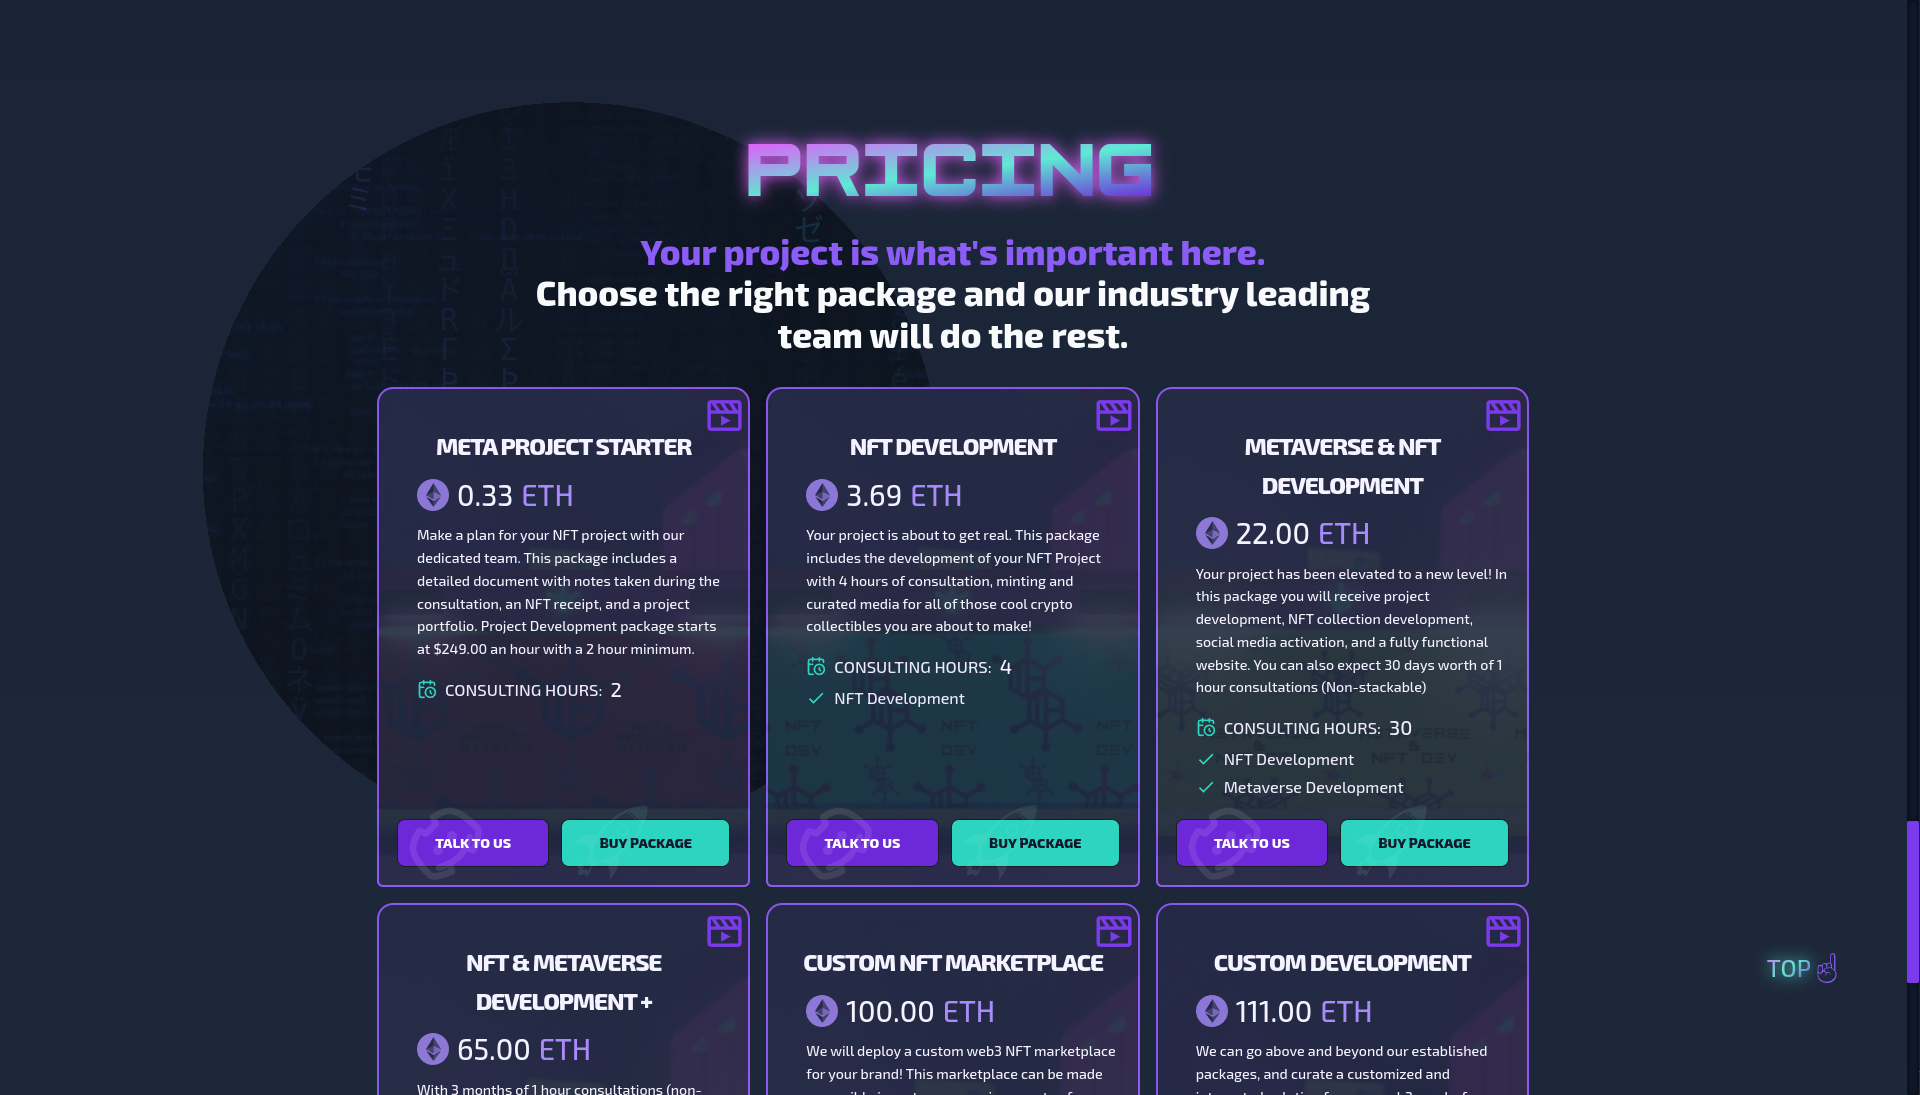 PRICING
Your project is what's important here.
Choose the right package and our industry leading
team will do the rest.
META PROJECT STARTER
0.33 ETH
Make a plan for your NFT project with our
dedicated team. This package includes a
detailed document with notes taken during the
consultation, an NFT receipt, and a project
portfolio. Project Development package starts
at $249.00 an hour with a 2 hour minimum.
CONSULTING HOURS: 2
TALK TO US
BUY PACKAGE
NFT DEVELOPMENT
3.69 ETH
Your project is about to get real. This package
includes the development of your NFT Project
with 4 hours of consultation, minting and
curated media for all of those cool crypto
collectibles you are about to make!
CONSULTING HOURS: 4
NFT Development
TALK TO US
BUY PACKAGE
METAVERSE & NFT
DEVELOPMENT
22.00 ETH
Your project has been elevated to a new level! In
this package you will receive project
development, NFT collection development,
social media activation, and a fully functional
website. You can also expect 30 days worth of 1
hour consultations (Non-stackable)
CONSULTING HOURS: 30
NFT Development
Metaverse Development
TALK TO US
BUY PACKAGE
NFT & METAVERSE
DEVELOPMENT +
65.00 ETH
With 3 months of 1 hour consultations (non-
CUSTOM NFT MARKETPLACE
100.00 ETH
We will deploy a custom web3 NFT marketplace
for your brand! This marketplace can be made
CUSTOM DEVELOPMENT
111.00 ETH
We can go above and beyond our established
packages, and curate a customized and
TOP